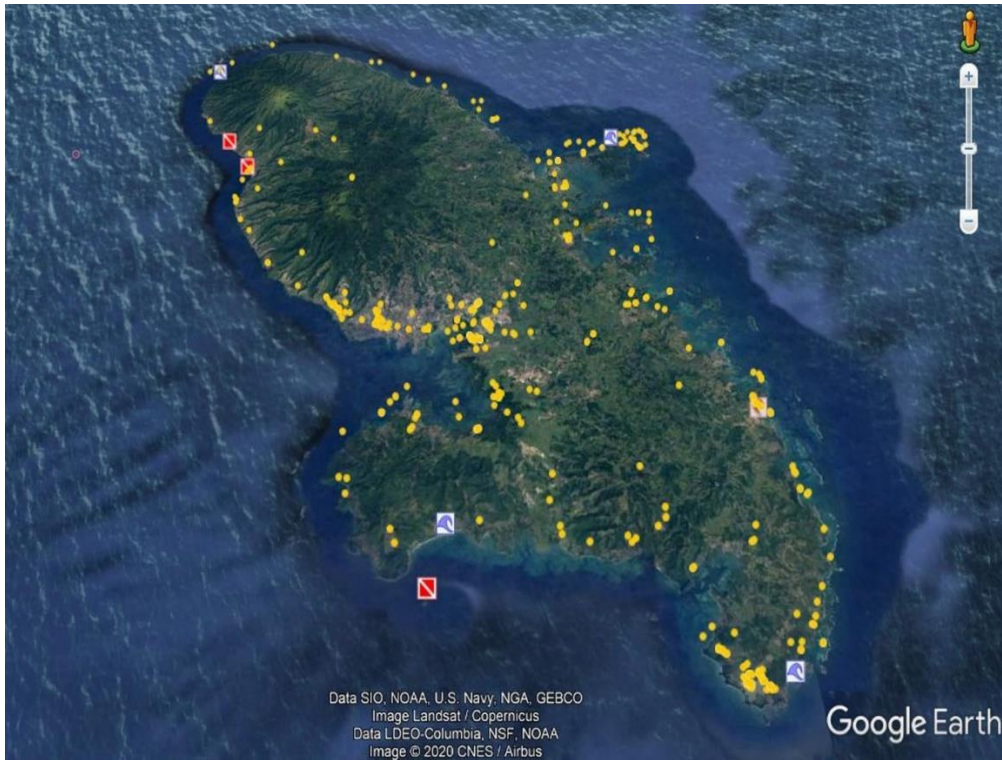 Data SIO, NOAA, U.S. Navy, NGA, GEBCO
Image Landsat / Copernicus
Data LDEO-Columbia, NSF, NOAA
Image © 2020 CNES / Airbus
Google Earth